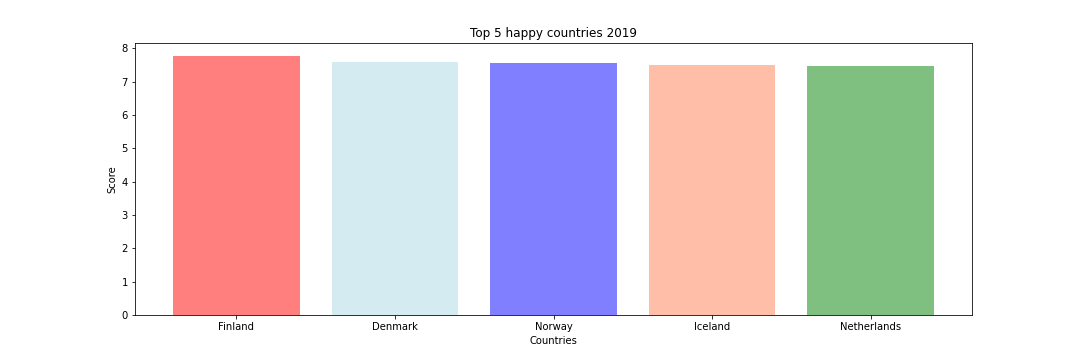 Top 5 happy countries 2019
8
7
6
5
4
3
2
1
0
Score
Finland Denmark Norway Iceland Netherlands
Countries